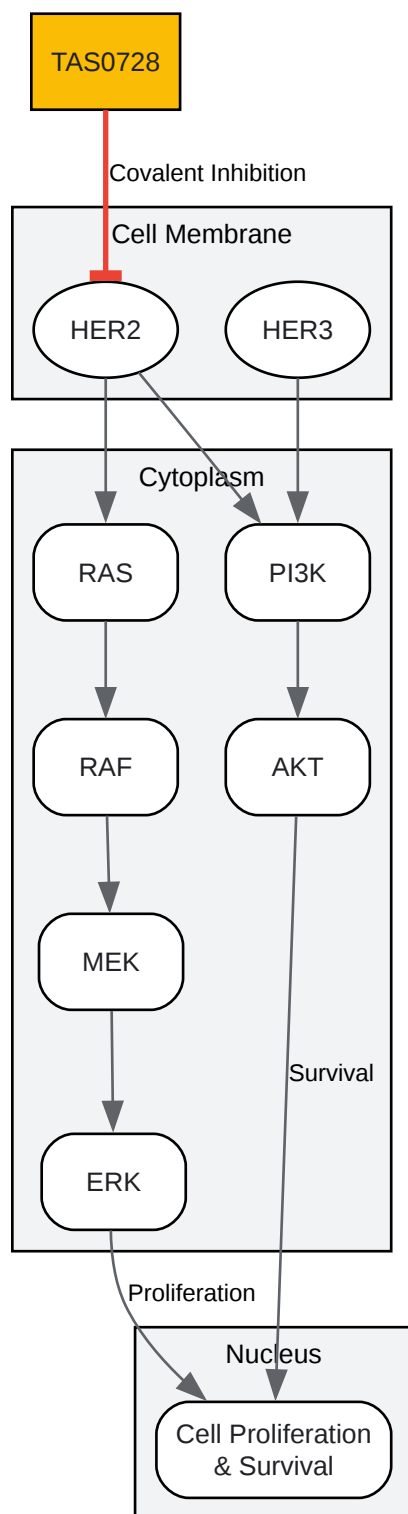 TAS0728
Covalent Inhibition
Cell Membrane
HER2
HER3
Cytoplasm
RAS
PI3K
RAF
AKT
MEK
Survival
ERK
Proliferation
Nucleus
Cell Proliferation
& Survival